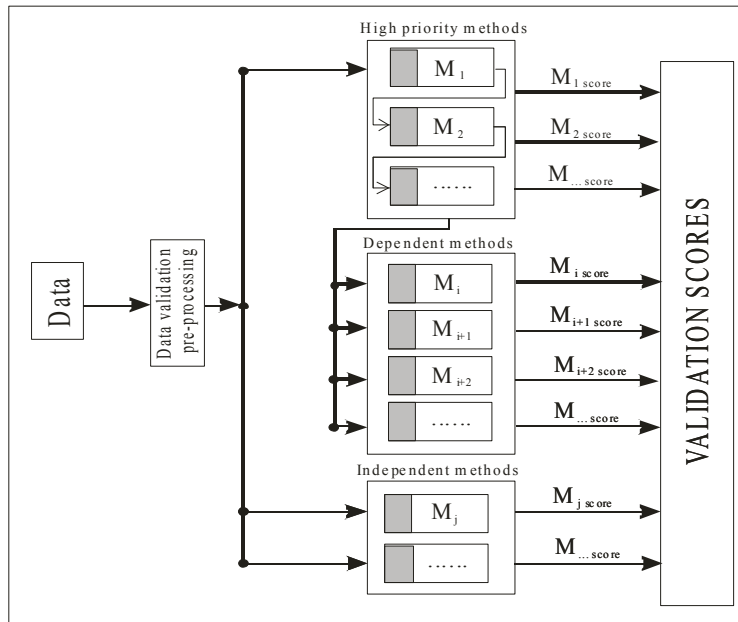 High priority methods
M1
M1 score
M2
M2 score
......
M...score
Dependent methods
Mi
Mi score
Mi+1
Mi+1 score
Mi+2
Mi+2 score
......
M...score
Independent methods
Mj
Mj score
......
M...score
Data
Data validation
pre-processing
VALIDATION SCORES